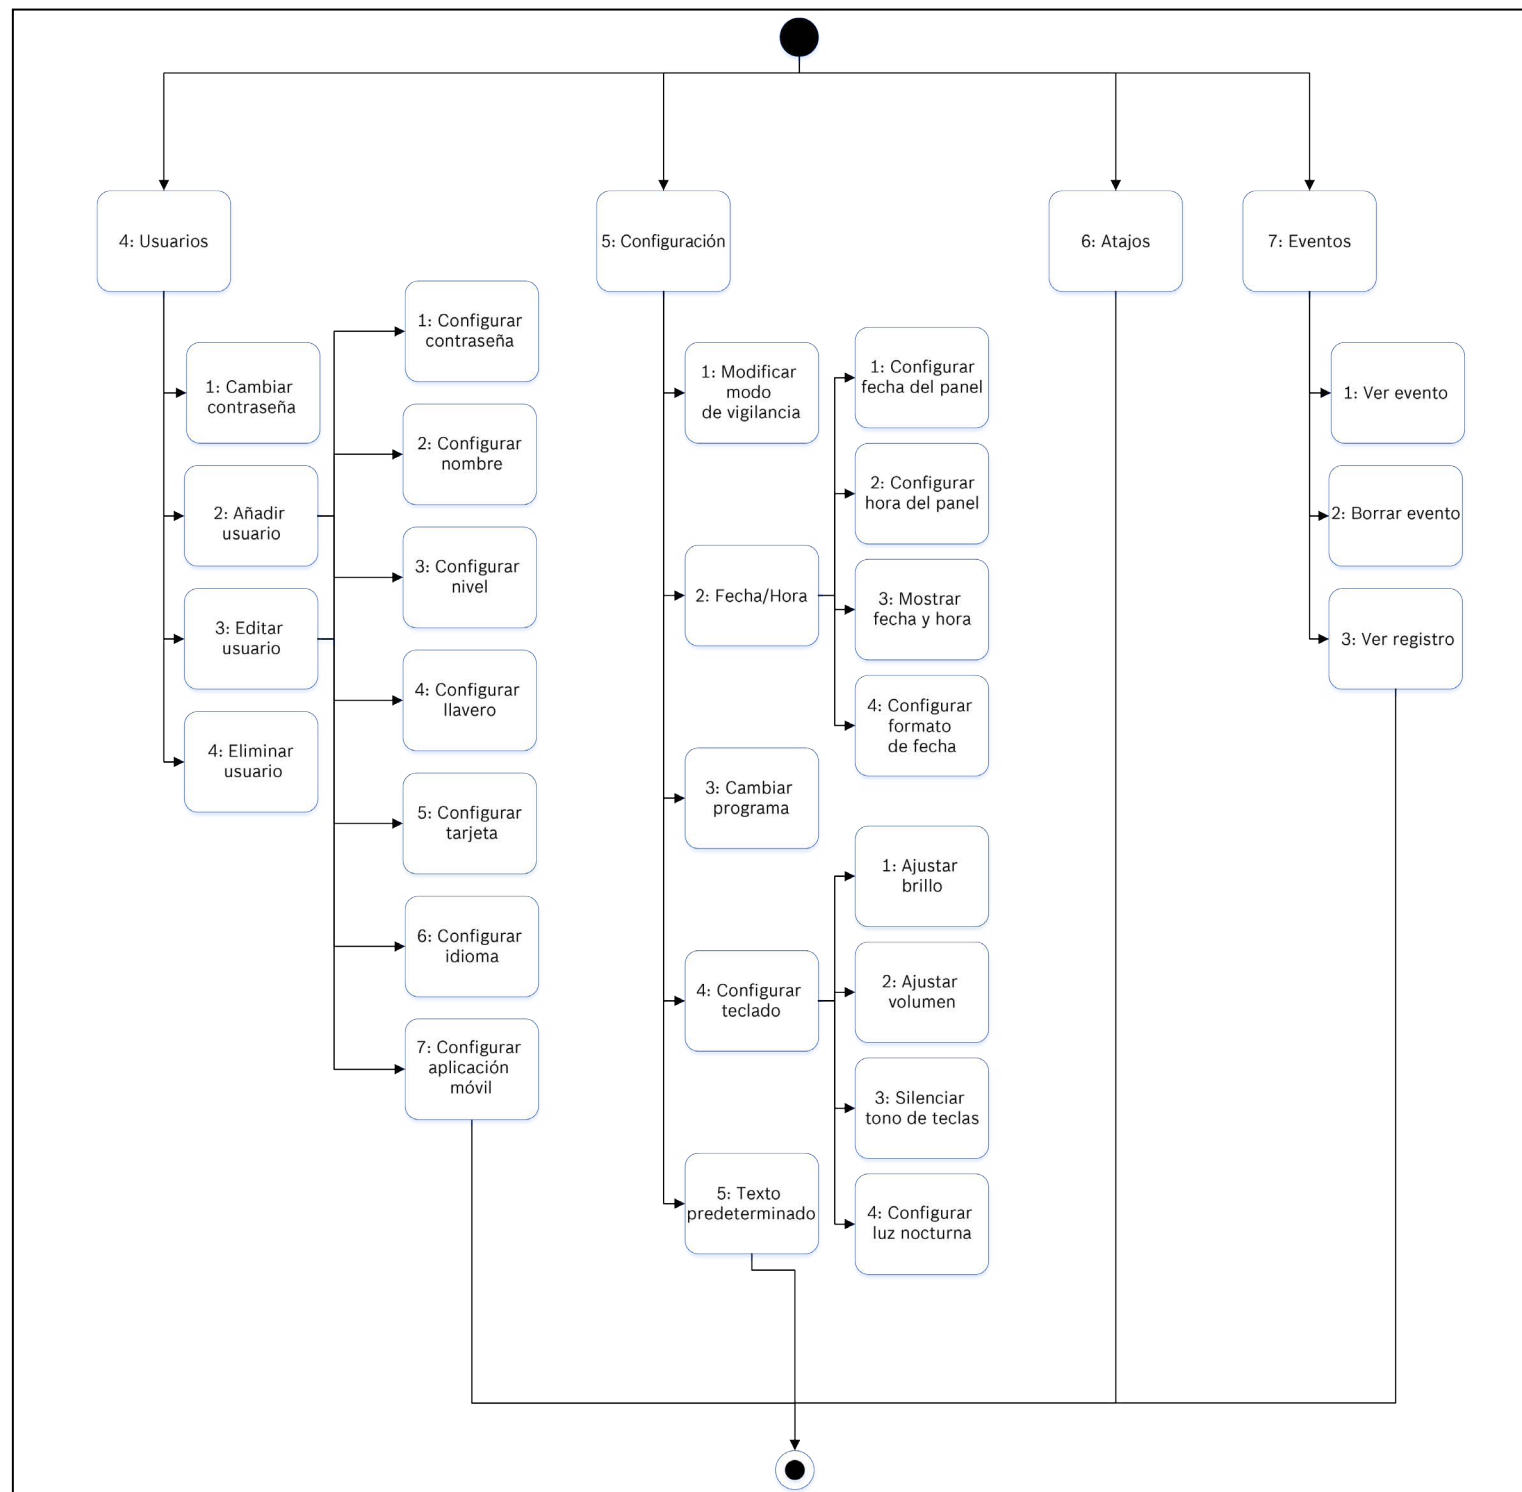 4: Usuarios
1: Cambiar
contraseña
2: Añadir
usuario
3: Editar
usuario
4: Eliminar
usuario
1: Configurar
contraseña
2: Configurar
nombre
3: Configurar
nivel
4: Configurar
llavero
5: Configurar
tarjeta
6: Configurar
idioma
7: Configurar
aplicación
móvil
5: Configuración
1: Modificar
modo
de vigilancia
2: Fecha/Hora
3: Cambiar
programa
4: Configurar
teclado
5: Texto
predeterminado
1: Configurar
fecha del panel
2: Configurar
hora del panel
3: Mostrar
fecha y hora
4: Configurar
formato
de fecha
1: Ajustar
brillo
2: Ajustar
volumen
3: Silenciar
tono de teclas
4: Configurar
luz nocturna
6: Atajos
7: Eventos
1: Ver evento
2: Borrar evento
3: Ver registro